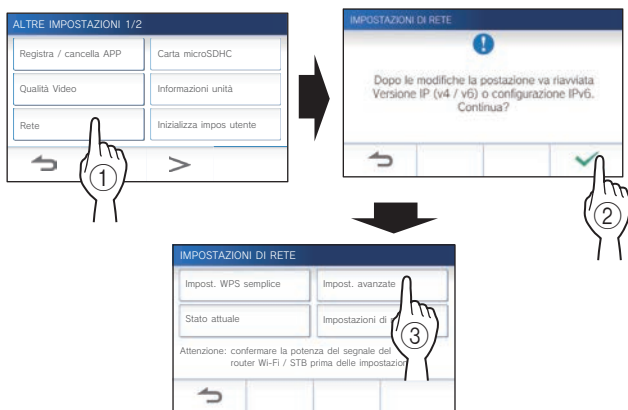 ALTRE IMPOSTAZIONI 1/2
Registra / cancella APP
Carta microSDHC
Qualità Video
Informazioni unità
Rete
Inizializza impos utente
>
1
IMPOSTAZIONI DI RETE
!
Dopo le modifiche la postazione va riavviata
Versione IP (v4 / v6) o configurazione IPv6.
Continua?
2
IMPOSTAZIONI DI RETE
Impost. WPS semplice
Impost. avanzate
Stato attuale
Impostazioni di
3
Attenzione: confermare la potenza del segnale del
router Wi-Fi / STB prima delle